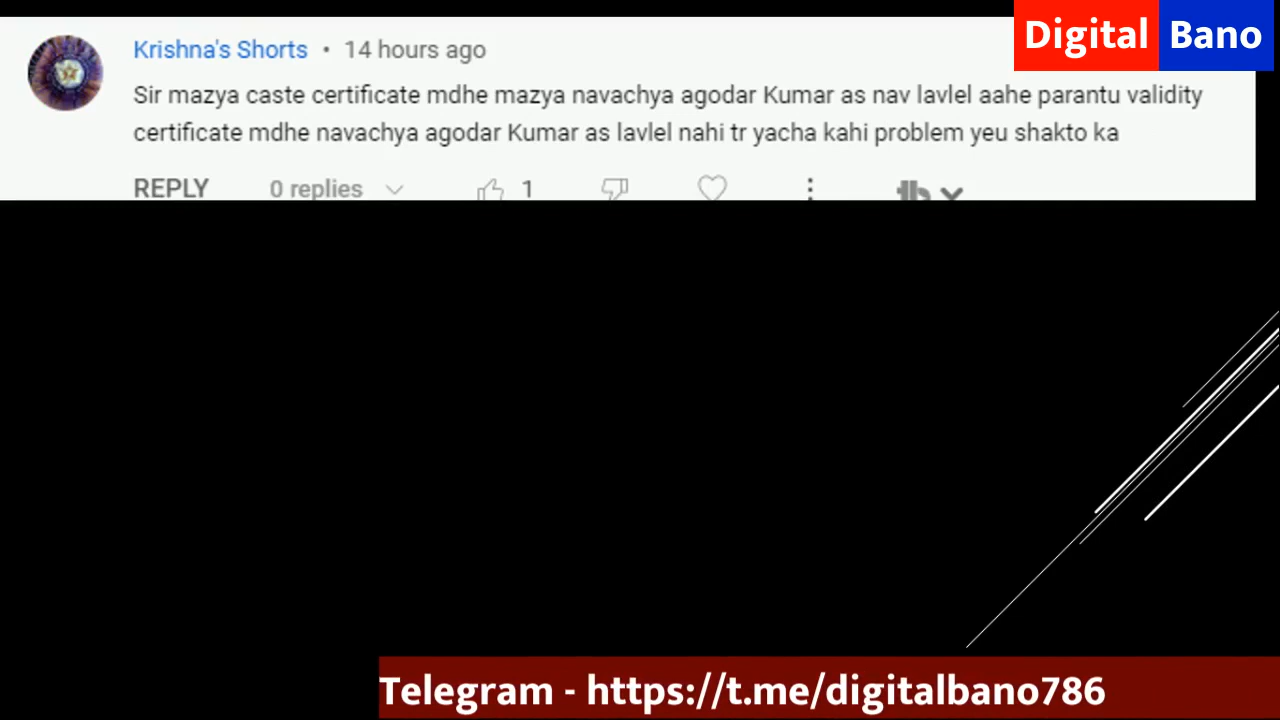 Digital Bano
Krishna's Shorts • 14 hours ago
Sir mazya caste certificate mdhe mazya navachya agodar Kumar as nav lavlel aahe parantu validity
certificate mdhe navachya agodar Kumar as lavlel nahi tr yacha kahi problem yeu shakto ka
REPLY 0 replies 1
Telegram - https://t.me/digitalbano786